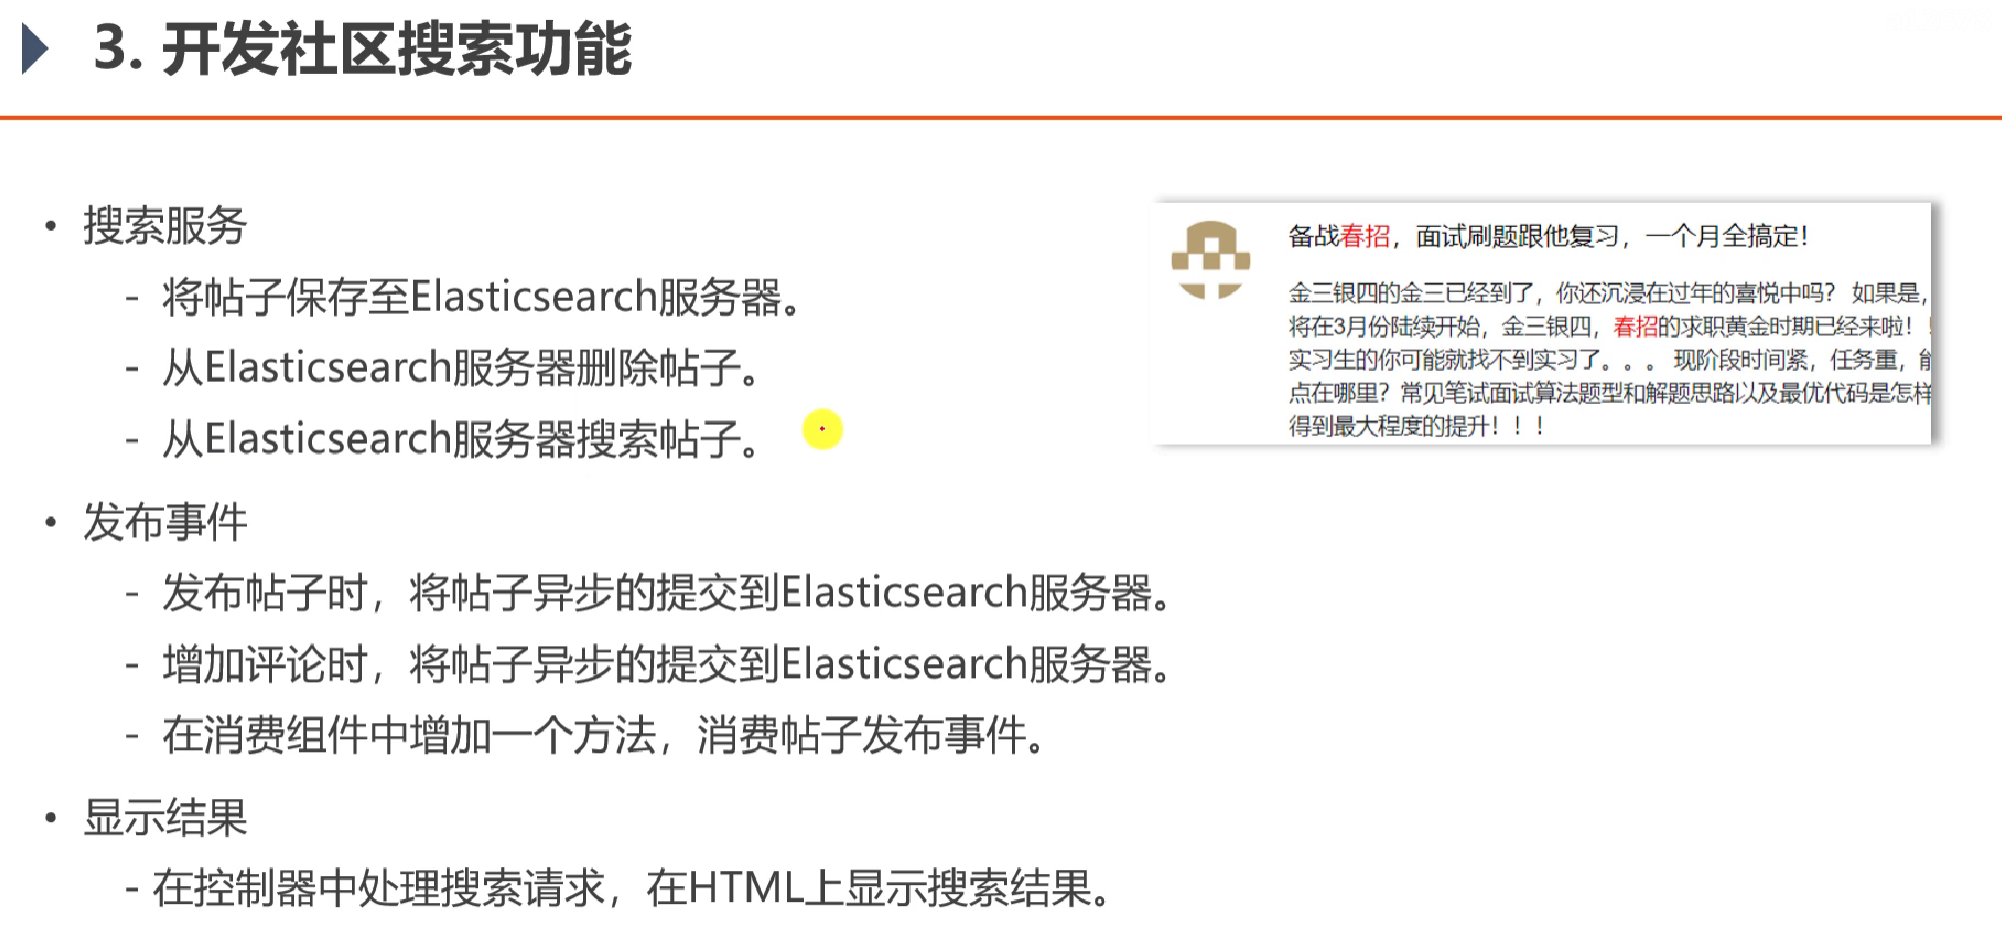 3. 开发社区搜索功能
• 搜索服务
- 将帖子保存至Elasticsearch服务器。
- 从Elasticsearch服务器删除帖子。
- 从Elasticsearch服务器搜索帖子。
• 发布事件
- 发布帖子时，将帖子异步的提交到Elasticsearch服务器。
- 增加评论时，将帖子异步的提交到Elasticsearch服务器。
- 在消费组件中增加一个方法，消费帖子发布事件。
• 显示结果
- 在控制器中处理搜索请求，在HTML上显示搜索结果。
备战春招，面试刷题跟他复习，一个月全搞定！
金三银四的金三已经到了，你还沉浸在过年的喜悦中吗？ 如果是，
将在3月份陆续开始，金三银四，春招的求职黄金时期已经来啦！！
实习生的你可能就找不到实习了。。。 现阶段时间紧，任务重，能
点在哪里？常见笔试面试算法题型和解题思路以及最优代码是怎样
得到最大程度的提升！！！